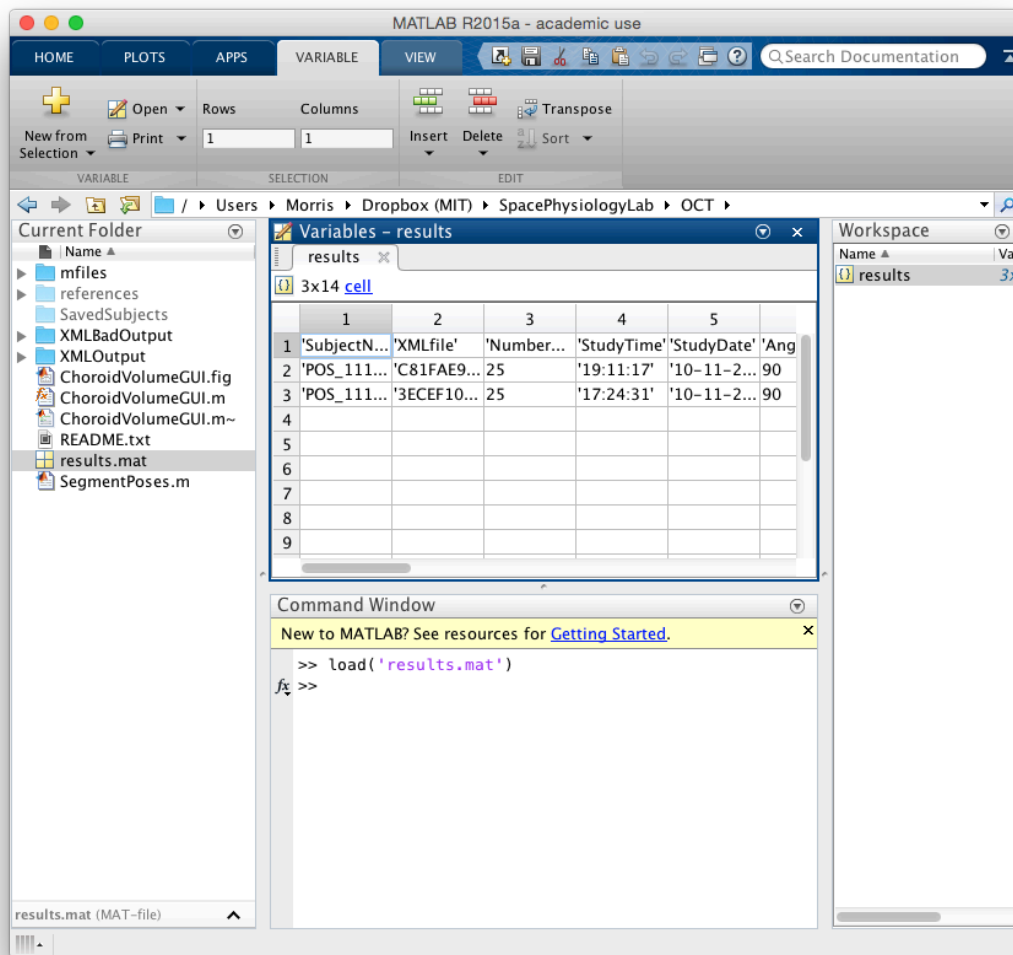 MATLAB R2015a - academic use
HOME PLOTS APPS VARIABLE VIEW Search Documentation
New from Selection
Open
Print
Rows
1
Columns
1
Insert
Delete
Transpose
Sort
VARIABLE SELECTION EDIT
/ Users Morris Dropbox (MIT) SpacePhysiologyLab OCT
Current Folder
Name
mfiles
references
SavedSubjects
XMLBadOutput
XMLOutput
ChoroidVolumeGUI.fig
ChoroidVolumeGUI.m
ChoroidVolumeGUI.m~
README.txt
results.mat
SegmentPoses.m
results.mat (MAT-file)
Variables - results
results
3x14 cell
1 2 3 4 5
1 'SubjectN... 'XMLfile' 'Number... 'StudyTime' 'StudyDate' 'Ang
2 'POS_111... 'C81FAE9... 25 '19:11:17' '10-11-2... 90
3 'POS_111... '3ECEF10... 25 '17:24:31' '10-11-2... 90
4
5
6
7
8
9
Command Window
New to MATLAB? See resources for Getting Started.
>> load('results.mat')
fx >>
Workspace
Name Va
results 3x